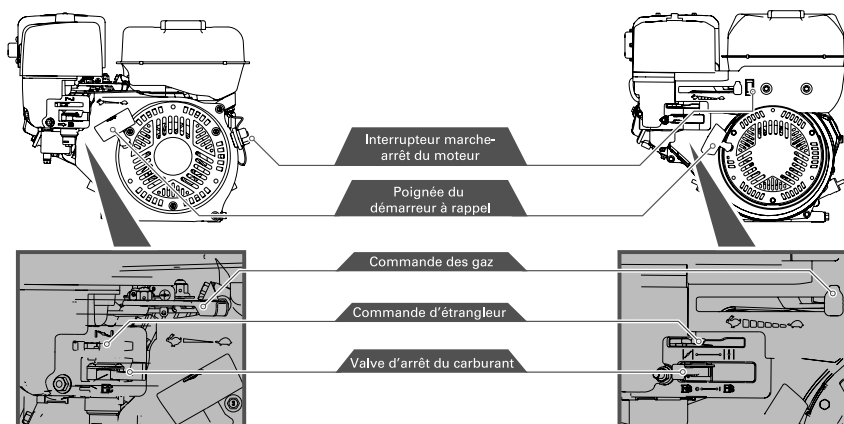 Interrupteur marche-
arrêt du moteur
Poignée du
démarreur à rappel
Commande des gaz
Commande d'étrangleur
Valve d'arrêt du carburant